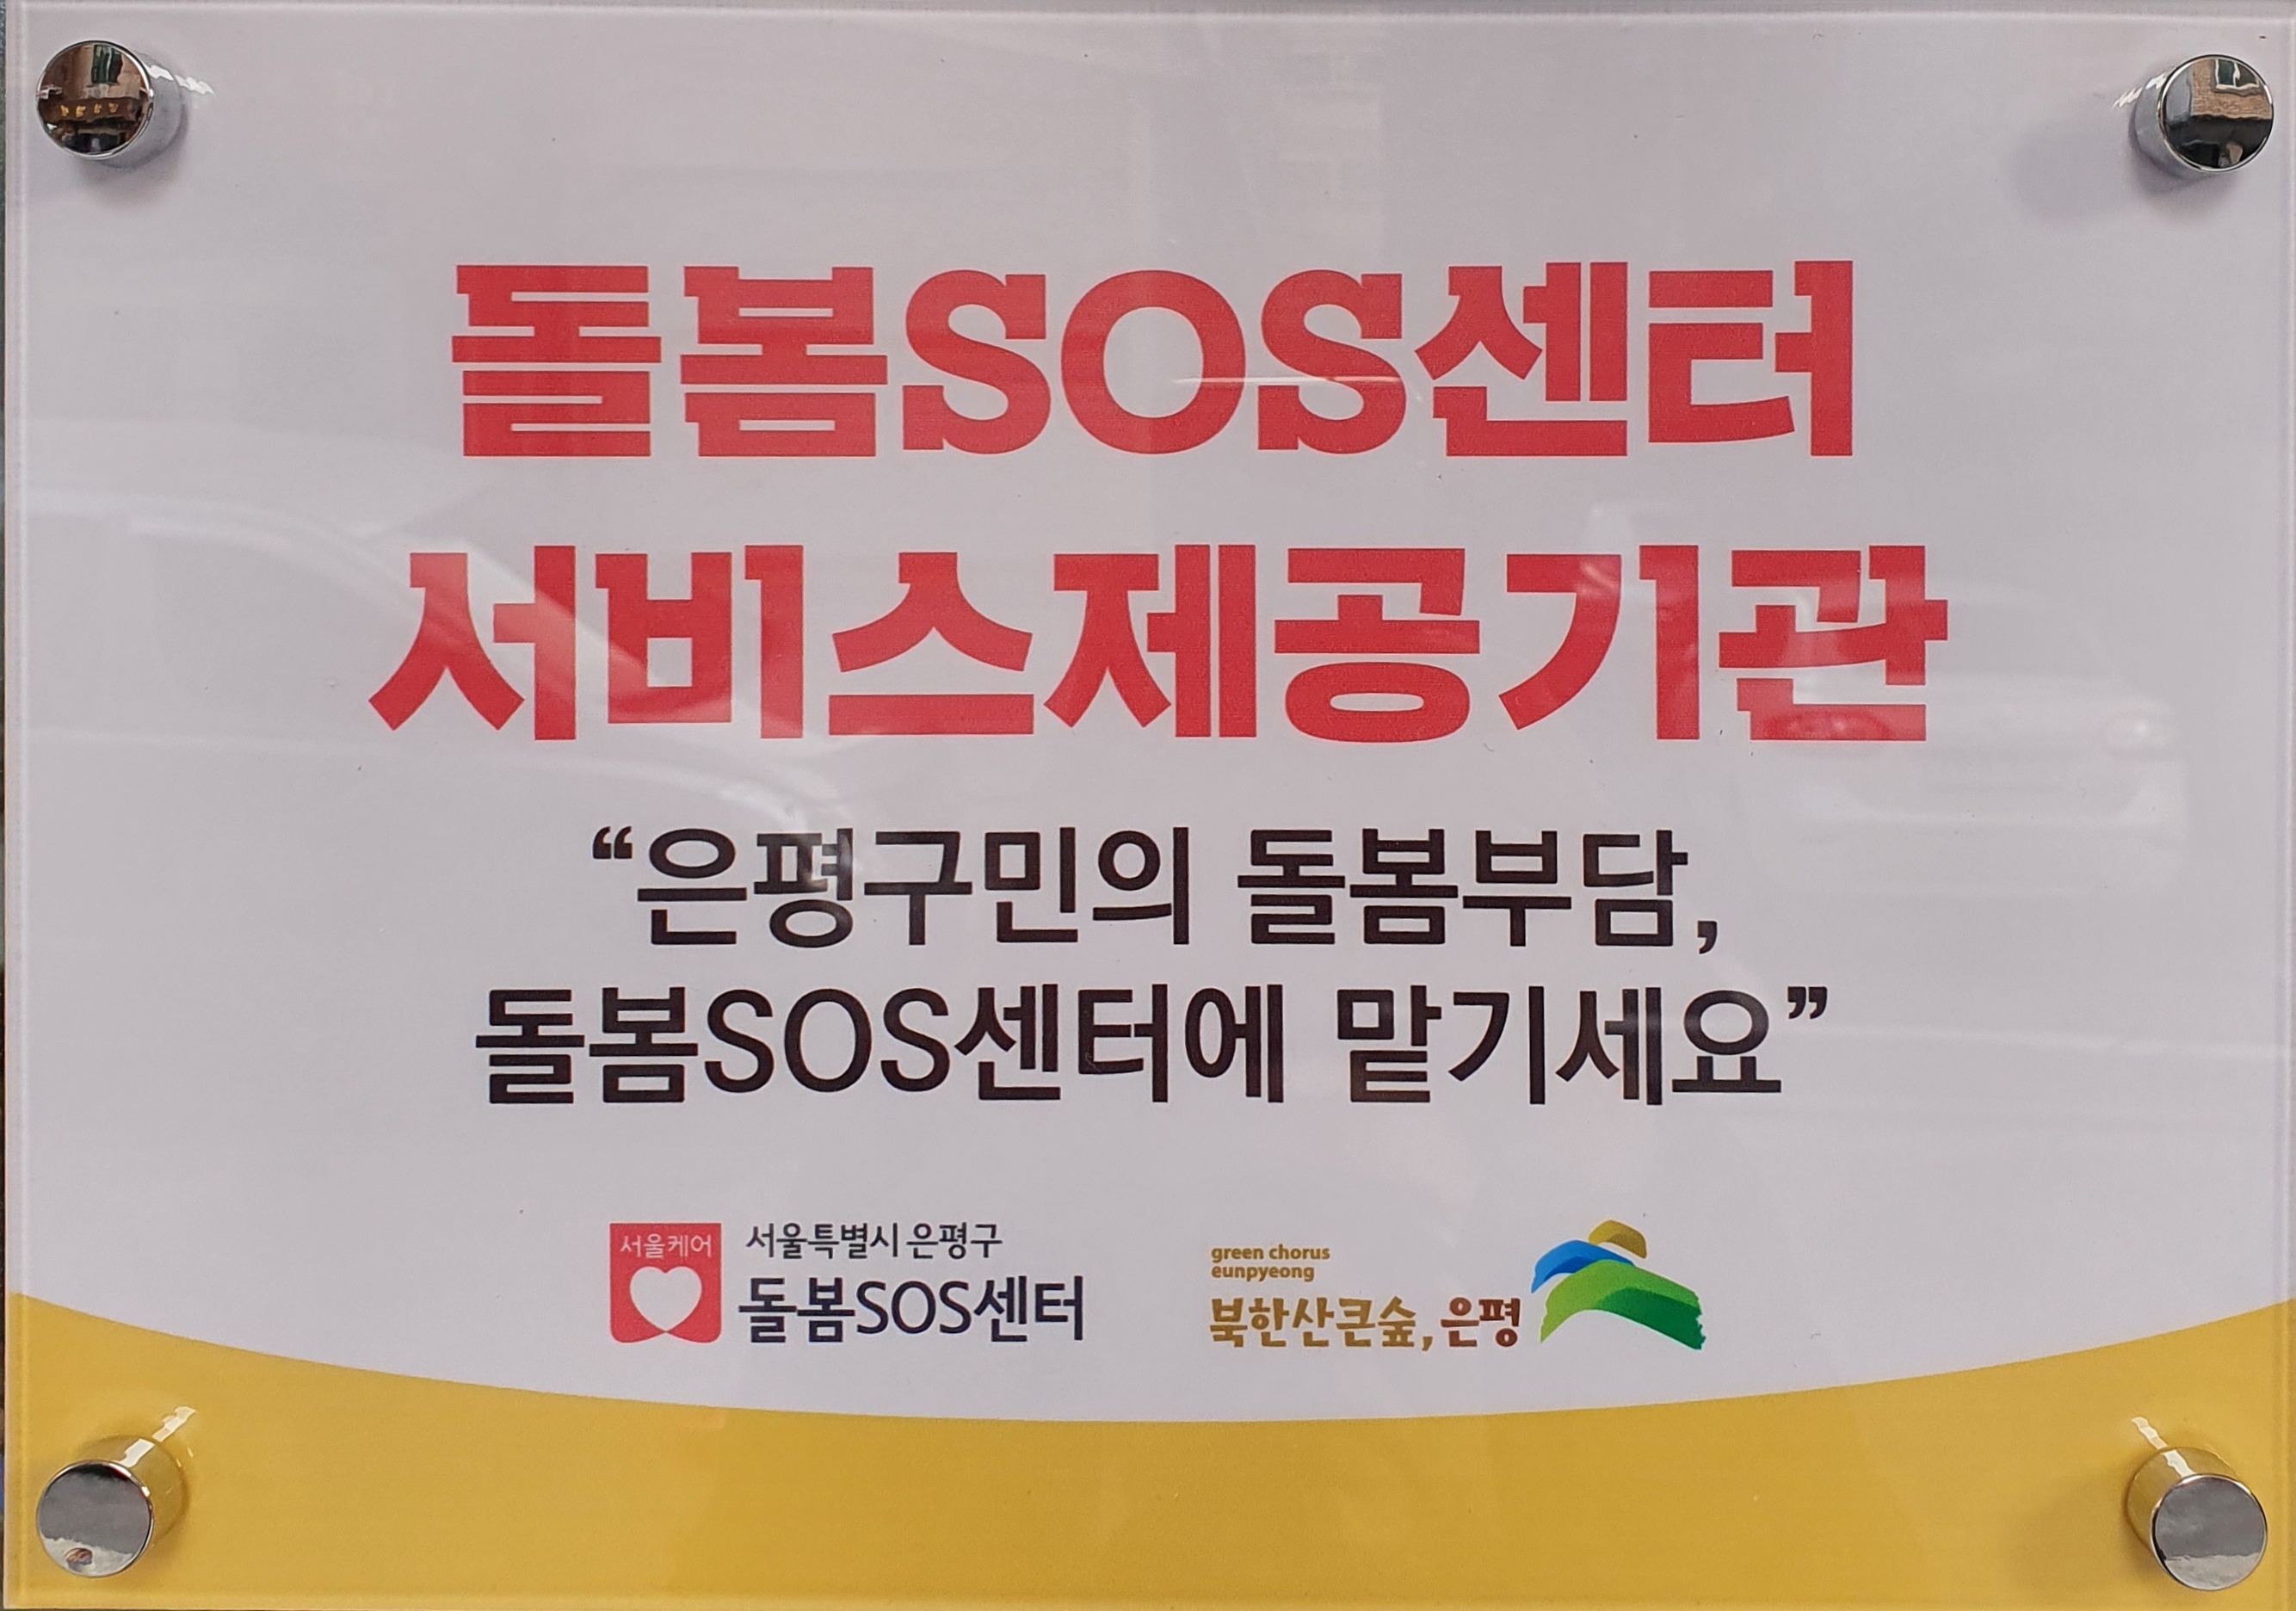 돌봄SOS센터
서비스제공기관
“은평구민의 돌봄부담,
돌봄SOS센터에 맡기세요”
서울케어
서울특별시 은평구
돌봄SOS센터
green chorus
eunpyeong
북한산큰숲, 은평